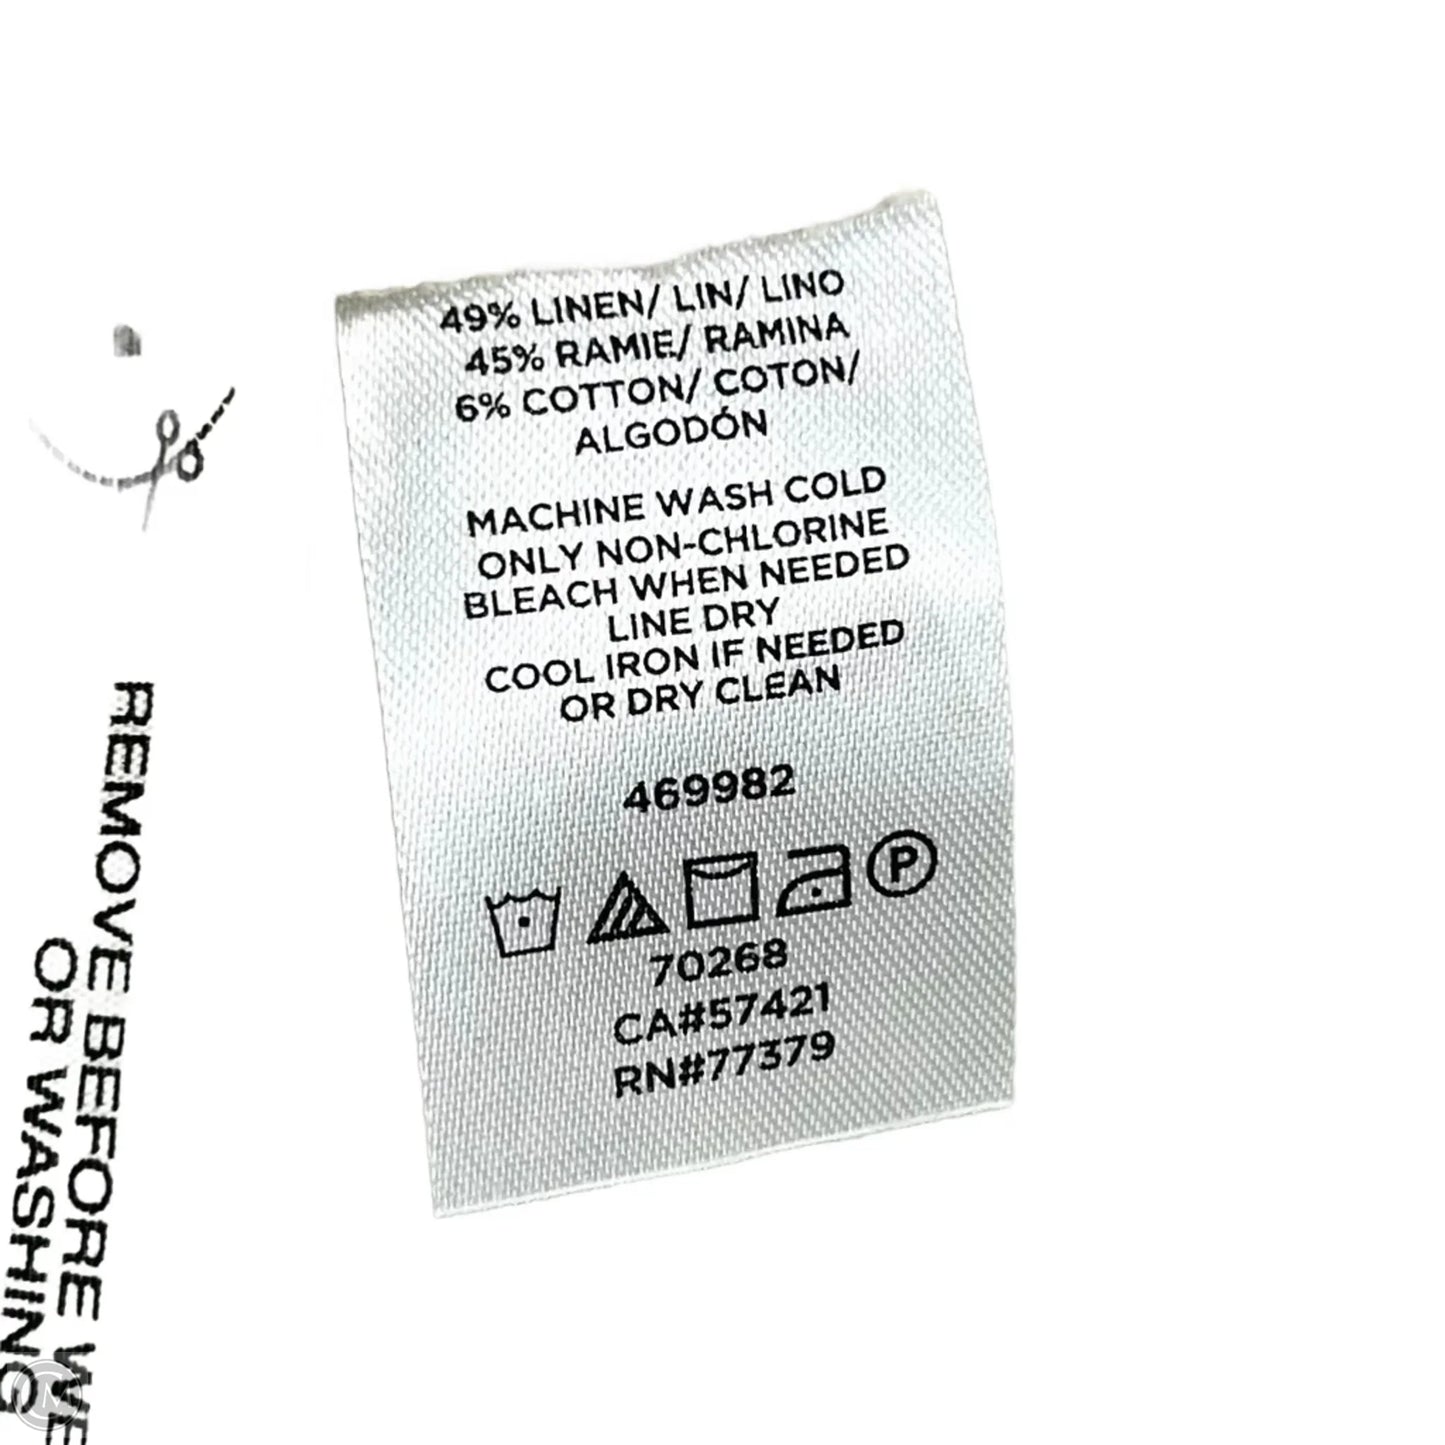 49% LINEN/ LIN/ LINO
45% RAMIE/ RAMINA
6% COTTON/ COTON/
ALGODÓN
MACHINE WASH COLD
ONLY NON-CHLORINE
BLEACH WHEN NEEDED
LINE DRY
COOL IRON IF NEEDED
OR DRY CLEAN
469982
P
70268
CA#57421
RN#77379
REMOVE BEFORE WE
OR WASHING